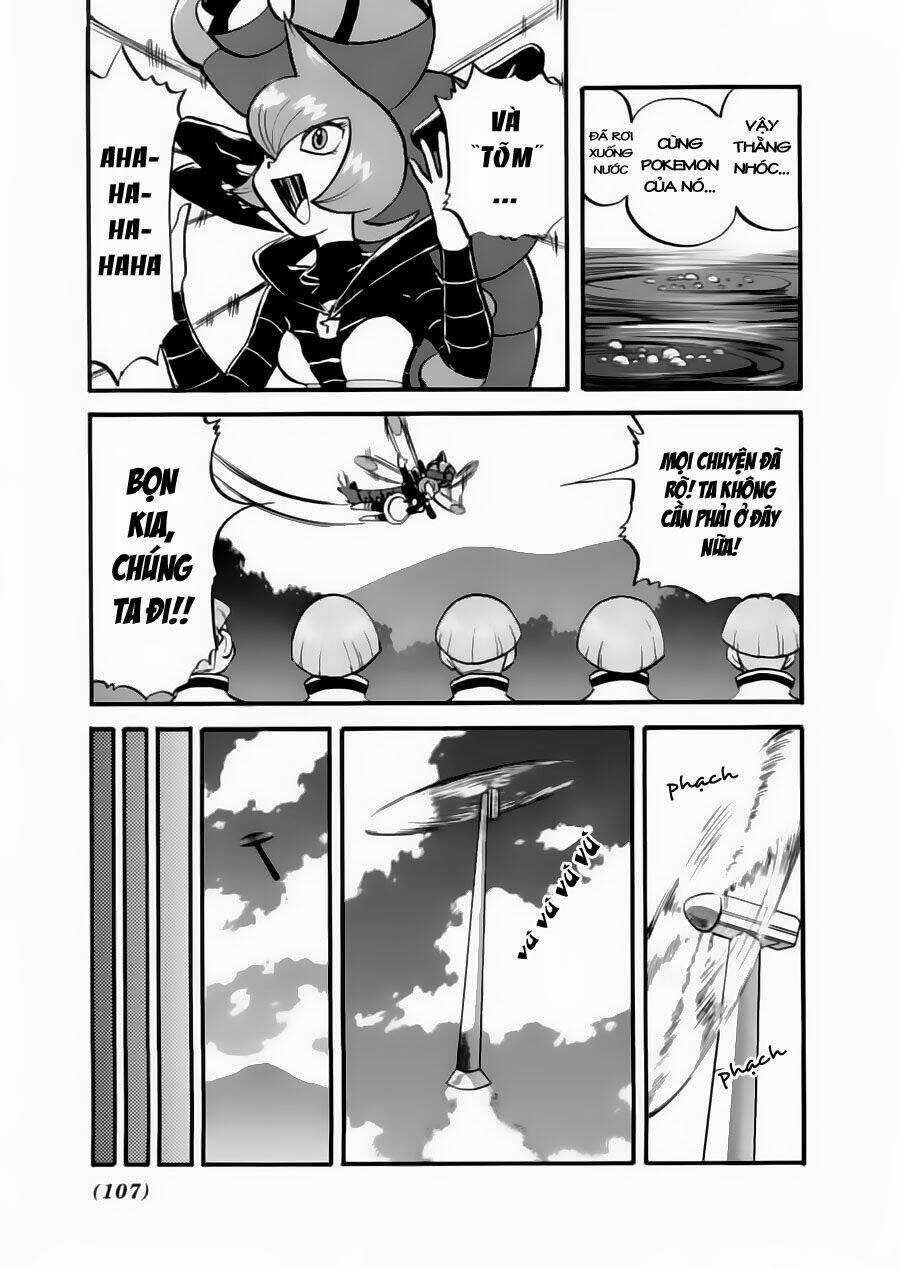 VẬY
THẰNG
NHÓC...
CÙNG
POKEMON
CỦA NÓ...
ĐÃ RƠI
XUỐNG
NƯỚC
VÀ
"TÕM"
...
AHA-
HA-
HA-
HAHA
MỌI CHUYỆN ĐÃ
RÕ! TA KHÔNG
CẦN PHẢI Ở ĐÂY
NỮA!
BỌN
KIA,
CHÚNG
TA ĐI!!
phạch
phạch
vù vù vù vù
(107)